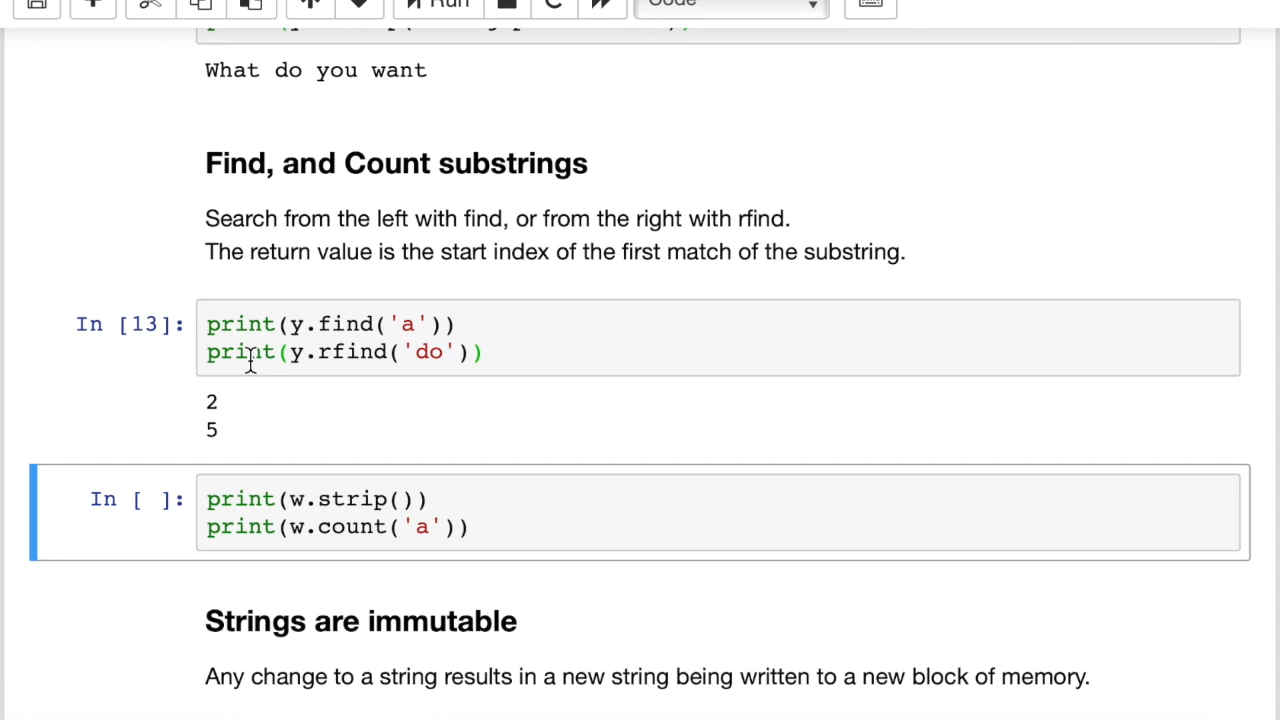 Run
Code
What do you want
Find, and Count substrings
Search from the left with find, or from the right with rfind.
The return value is the start index of the first match of the substring.
In [13]: print(y.find('a'))
print(y.rfind('do'))
2
5
In [ ]: print(w.strip())
print(w.count('a'))
Strings are immutable
Any change to a string results in a new string being written to a new block of memory.